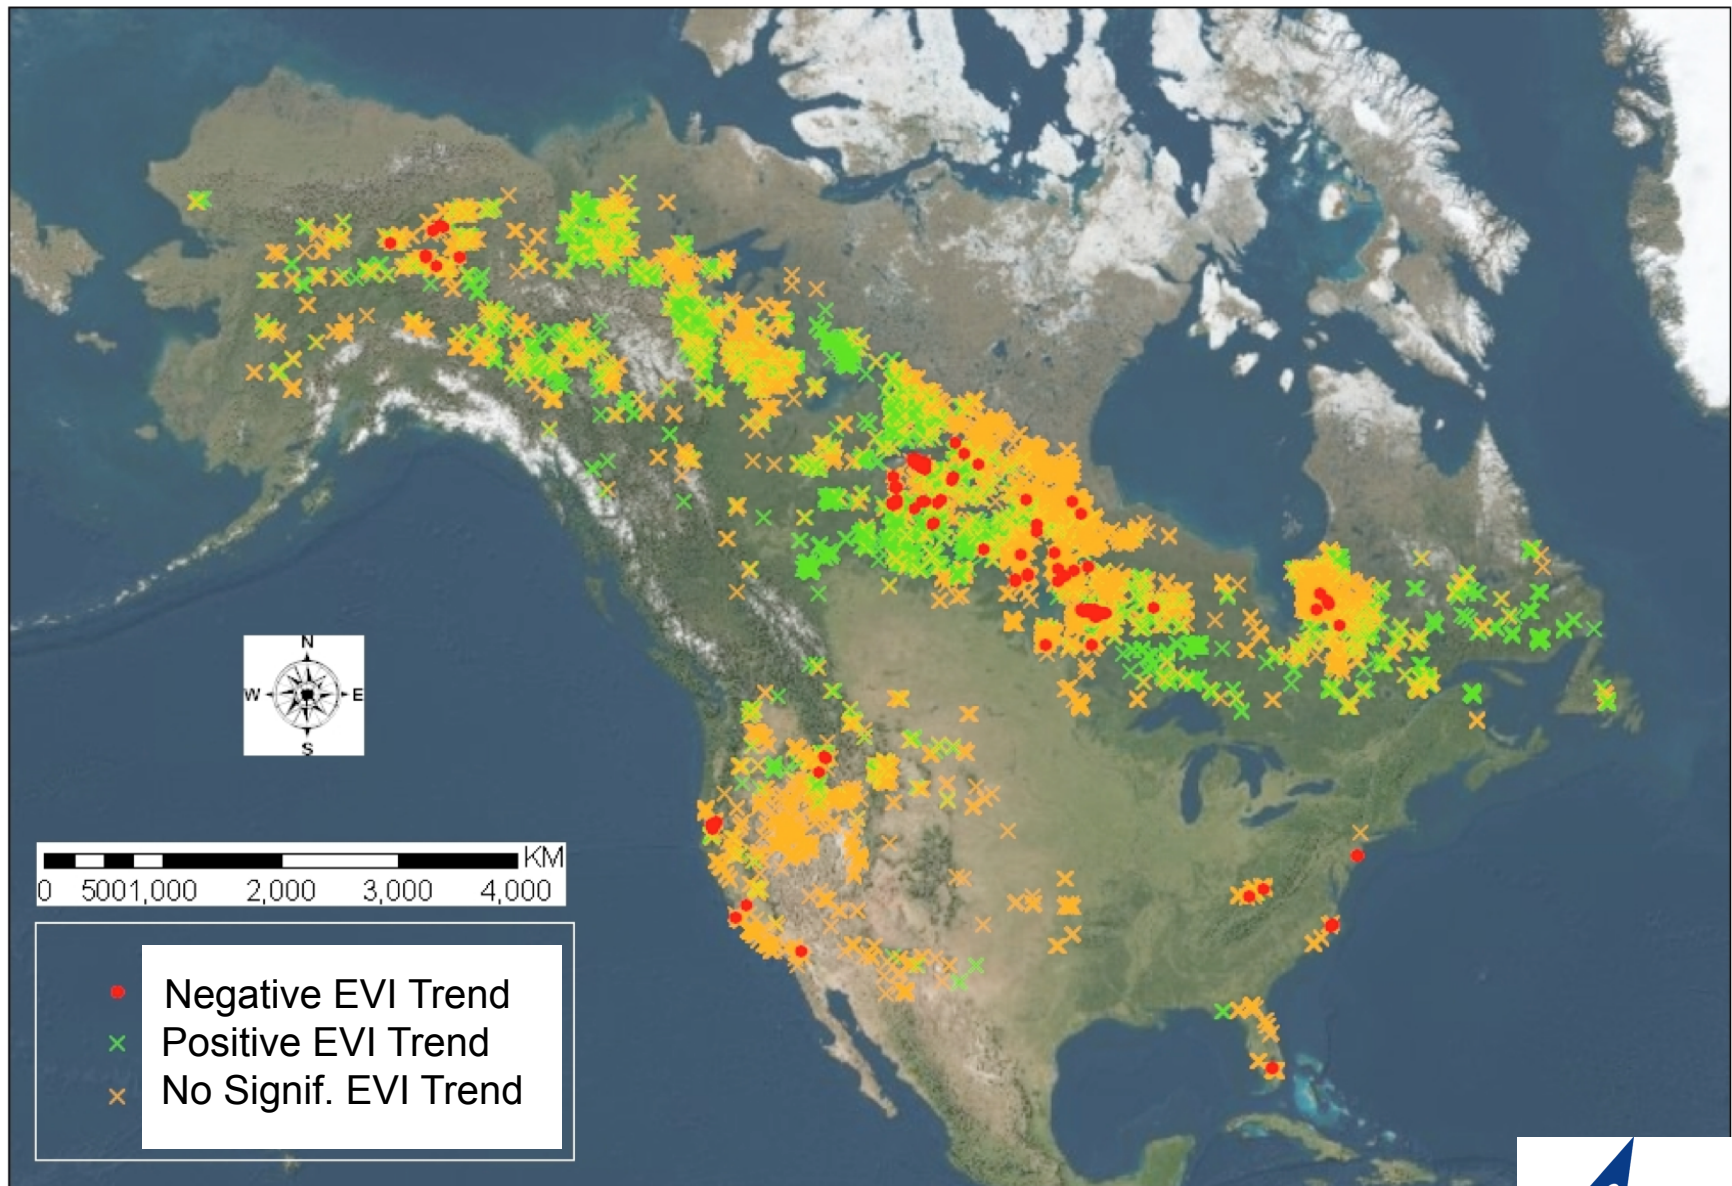 N
W E
S
KM
0 500 1,000 2,000 3,000 4,000
Negative EVI Trend
Positive EVI Trend
No Signif. EVI Trend